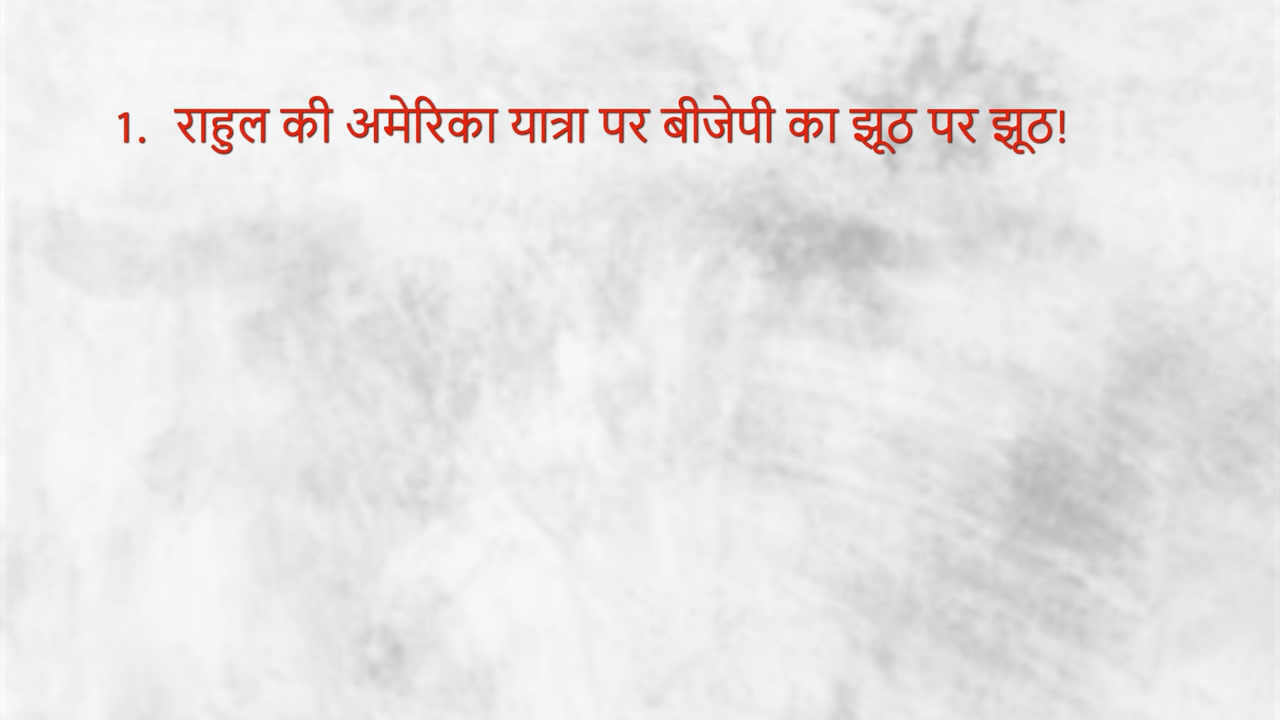 1. राहुल की अमेरिका यात्रा पर बीजेपी का झूठ पर झूठ!